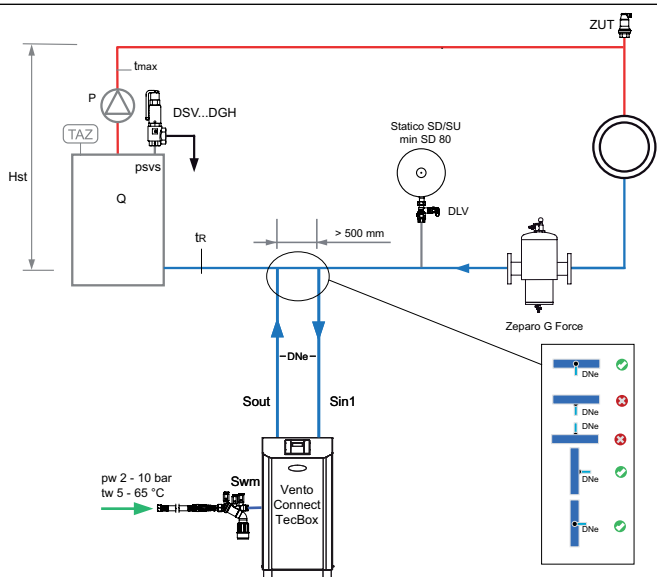 ZUT
tmax
P
DSV...DGH
TAZ
psvs
Statico SD/SU
min SD 80
Hst
Q
DLV
> 500 mm
tR
Zeparo G Force
DNe
Sout
Sin1
DNe
DNe
DNe
DNe
DNe
pw 2 - 10 bar
tw 5 - 65 °C
Swm
Vento
Connect
TecBox